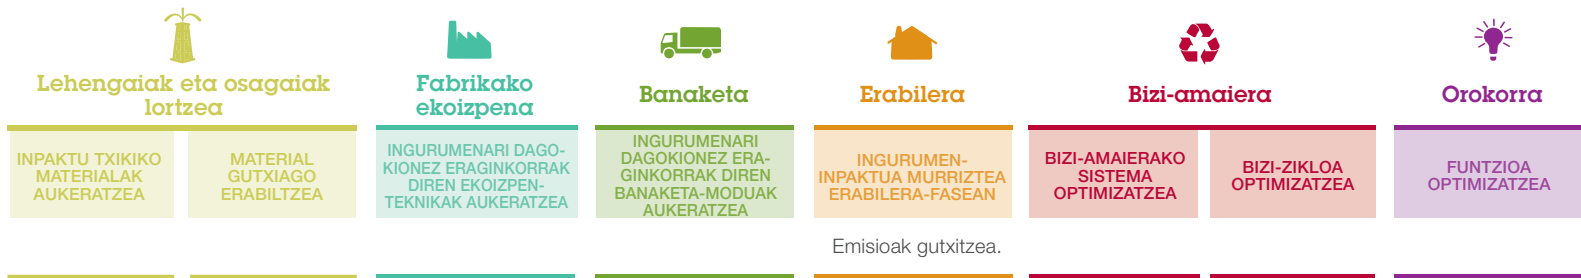 Lehengaiak eta osagaiak
lortzea
Fabrikako
ekoizpena
Banaketa
Erabilera
Bizi-amaiera
Orokorra
INPAKTU TXIKIKO
MATERIALAK
AUKERATZEA
MATERIAL
GUTXIAGO
ERABILTZEA
INGURUMENARI DAGO-
KIONEZ ERAGINKORRAK
DIREN EKOIZPEN-
TEKNIKAK AUKERATZEA
INGURUMENARI
DAGOKIONEZ ERA-
GINKORRAK DIREN
BANAKETA-MODUAK
AUKERATZEA
INGURUMEN-
INPAKTUA MURRIZTEA
ERABILERA-FASEAN
BIZI-AMAIERAKO
SISTEMA
OPTIMIZATZEA
BIZI-ZIKLOA
OPTIMIZATZEA
FUNTZIOA
OPTIMIZATZEA
Emisioak gutxitzea.